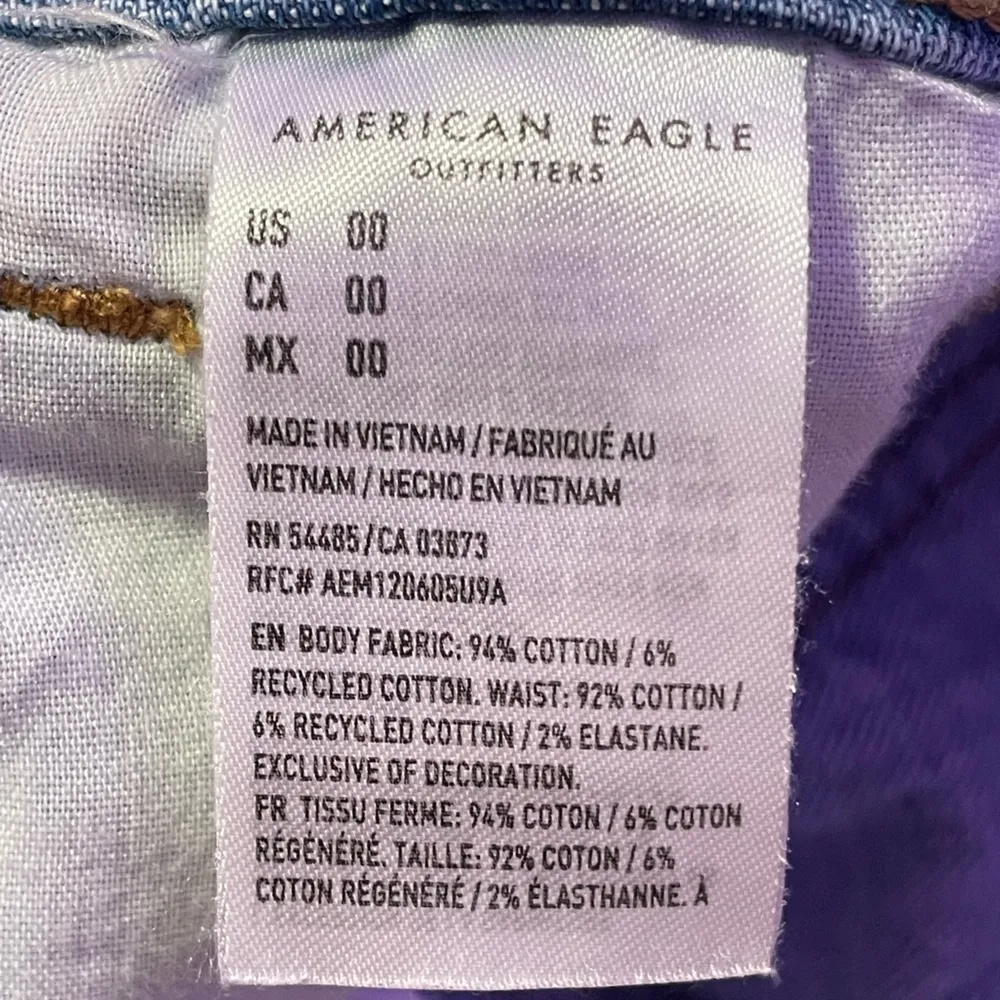 AMERICAN EAGLE
OUTFITTERS
US 00
CA 00
MX 00
MADE IN VIETNAM / FABRIQUÉ AU
VIETNAM / HECHO EN VIETNAM
RN 54485/CA 03873
RFC# AEM120605U9A
EN BODY FABRIC: 94% COTTON / 6%
RECYCLED COTTON. WAIST: 92% COTTON /
6% RECYCLED COTTON / 2% ELASTANE.
EXCLUSIVE OF DECORATION.
FR TISSU FERME: 94% COTON / 6% COTON
RÉGÉNÉRÉ. TAILLE: 92% COTON / 6%
COTON RÉGÉNÉRÉ / 2% ÉLASTHANNE. À